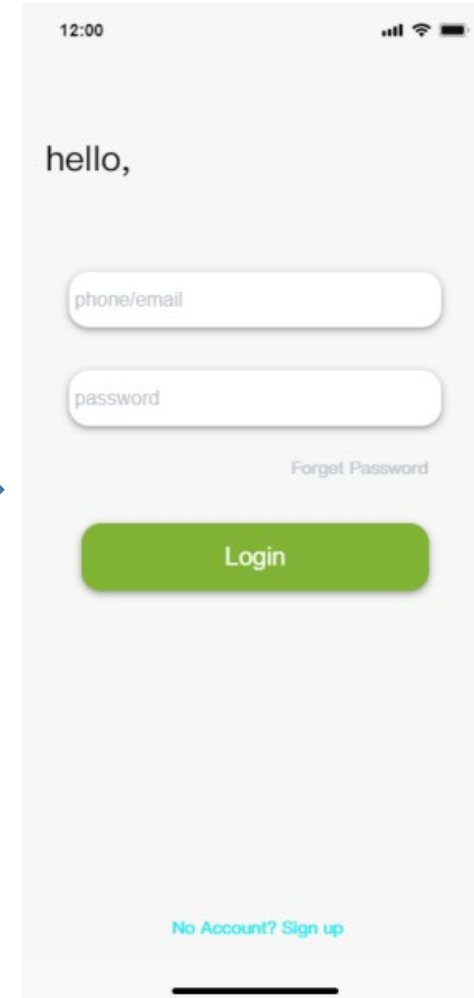 12:00
hello,
phone/email
password
Forget Password
Login
No Account? Sign up